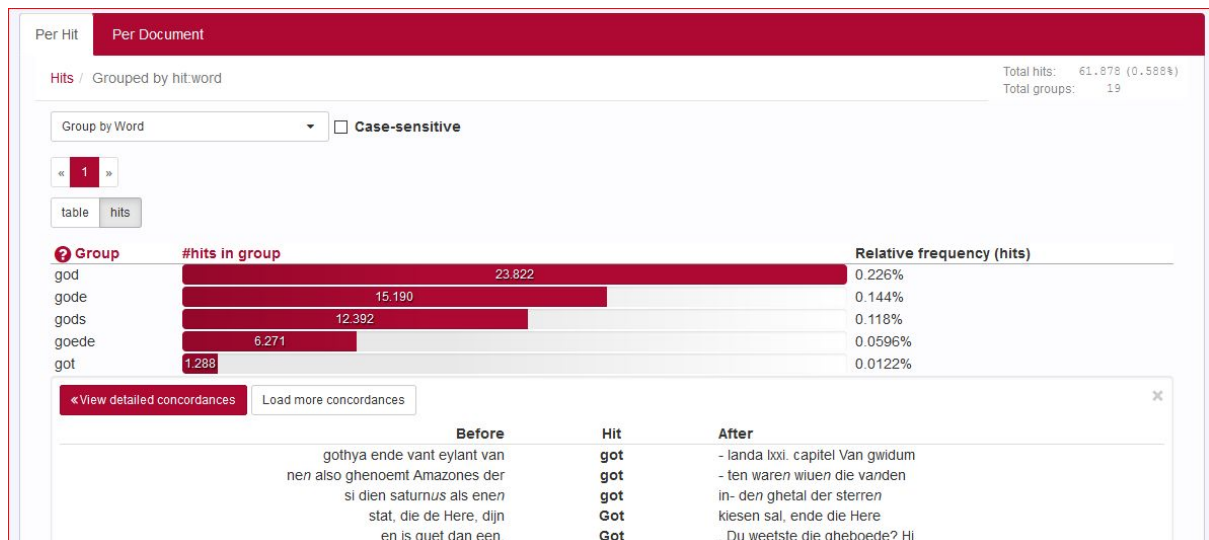 Per Hit Per Document
Hits / Grouped by hit:word
Total hits: 61.878 (0.588%)
Total groups: 19
Group by Word Case-sensitive
« 1 »
table hits
? Group #hits in group Relative frequency (hits)
god 23.822 0.226%
gode 15.190 0.144%
gods 12.392 0.118%
goede 6.271 0.0596%
got 1.288 0.0122%
«View detailed concordances Load more concordances ×
Before Hit After
gothya ende vant eylant van got - landa lxxi. capitel Van gwidum
nen also ghenoemt Amazones der got - ten waren wiuen die vanden
si dien saturnus als enen got in- den ghetal der sterren
stat, die de Here, dijn Got kiesen sal, ende die Here
en is guet dan een, Got ...Du weetste die gheboede? Hi